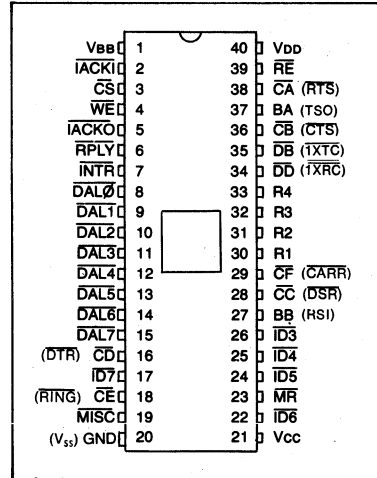 VBB 1 40 VDD
IACKI 2 39 RE
CS 3 38 CA (RTS)
WE 4 37 BA (TSO)
IACKO 5 36 CB (CTS)
RPLY 6 35 DB (1XTC)
INTR 7 34 DD (1XRC)
DALØ 8 33 R4
DAL1 9 32 R3
DAL2 10 31 R2
DAL3 11 30 R1
DAL4 12 29 CF (CARR)
DAL5 13 28 CC (DSR)
DAL6 14 27 BB (RSI)
DAL7 15 26 ID3
(DTR) CD 16 25 ID4
ID7 17 24 ID5
(RING) CE 18 23 MR
MISC 19 22 ID6
(Vss) GND 20 21 Vcc